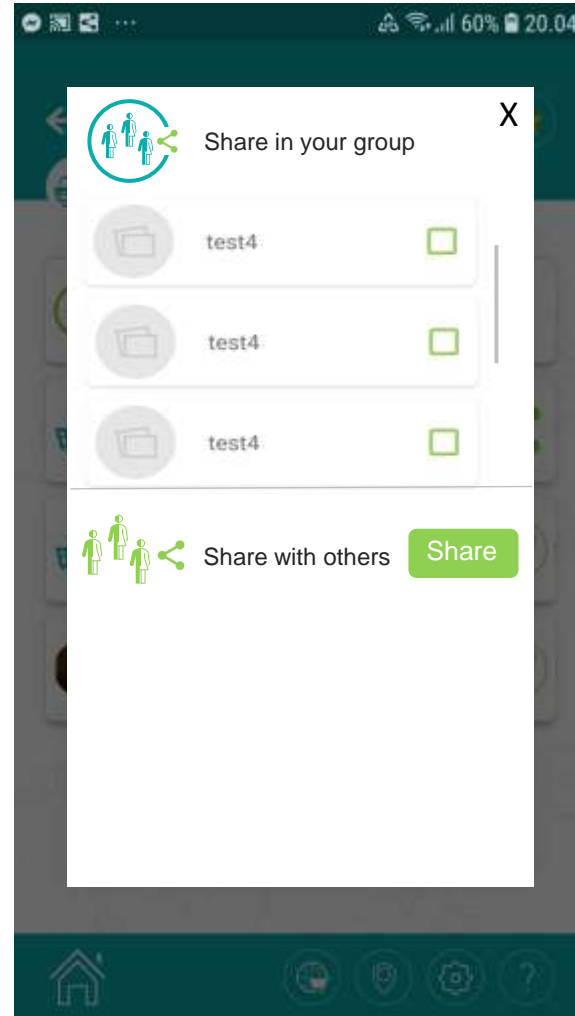 ··· 60% 20.04
X
Share in your group
test4
test4
test4
Share with others Share
?